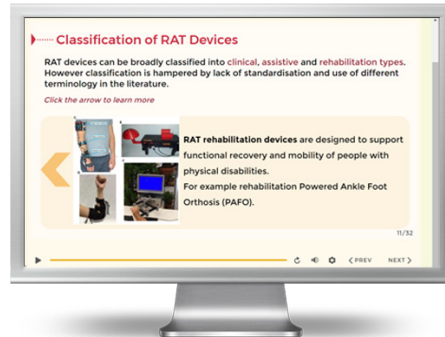 Classification of RAT Devices
RAT devices can be broadly classified into clinical, assistive and rehabilitation types.
However classification is hampered by lack of standardisation and use of different
terminology in the literature.
Click the arrow to learn more
RAT rehabilitation devices are designed to support
functional recovery and mobility of people with
physical disabilities.
For example rehabilitation Powered Ankle Foot
Orthosis (PAFO).
11/32
PREV
NEXT